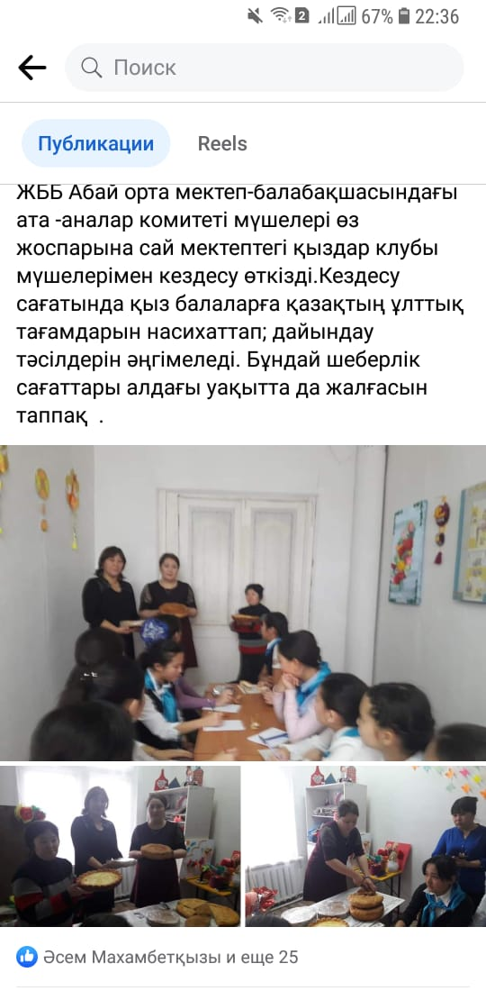 2 67% 22:36
Поиск
Публикации Reels
ЖББ Абай орта мектеп-балабақшасындағы
ата -аналар комитеті мүшелері өз
жоспарына сай мектептегі қыздар клубы
мүшелерімен кездесу өткізді.Кездесу
сағатында қыз балаларға қазақтың ұлттық
тағамдарын насихаттап; дайындау
тәсілдерін әңгімеледі. Бұндай шеберлік
сағаттары алдағы уақытта да жалғасын
таппақ .
Әсем Махамбетқызы и еще 25